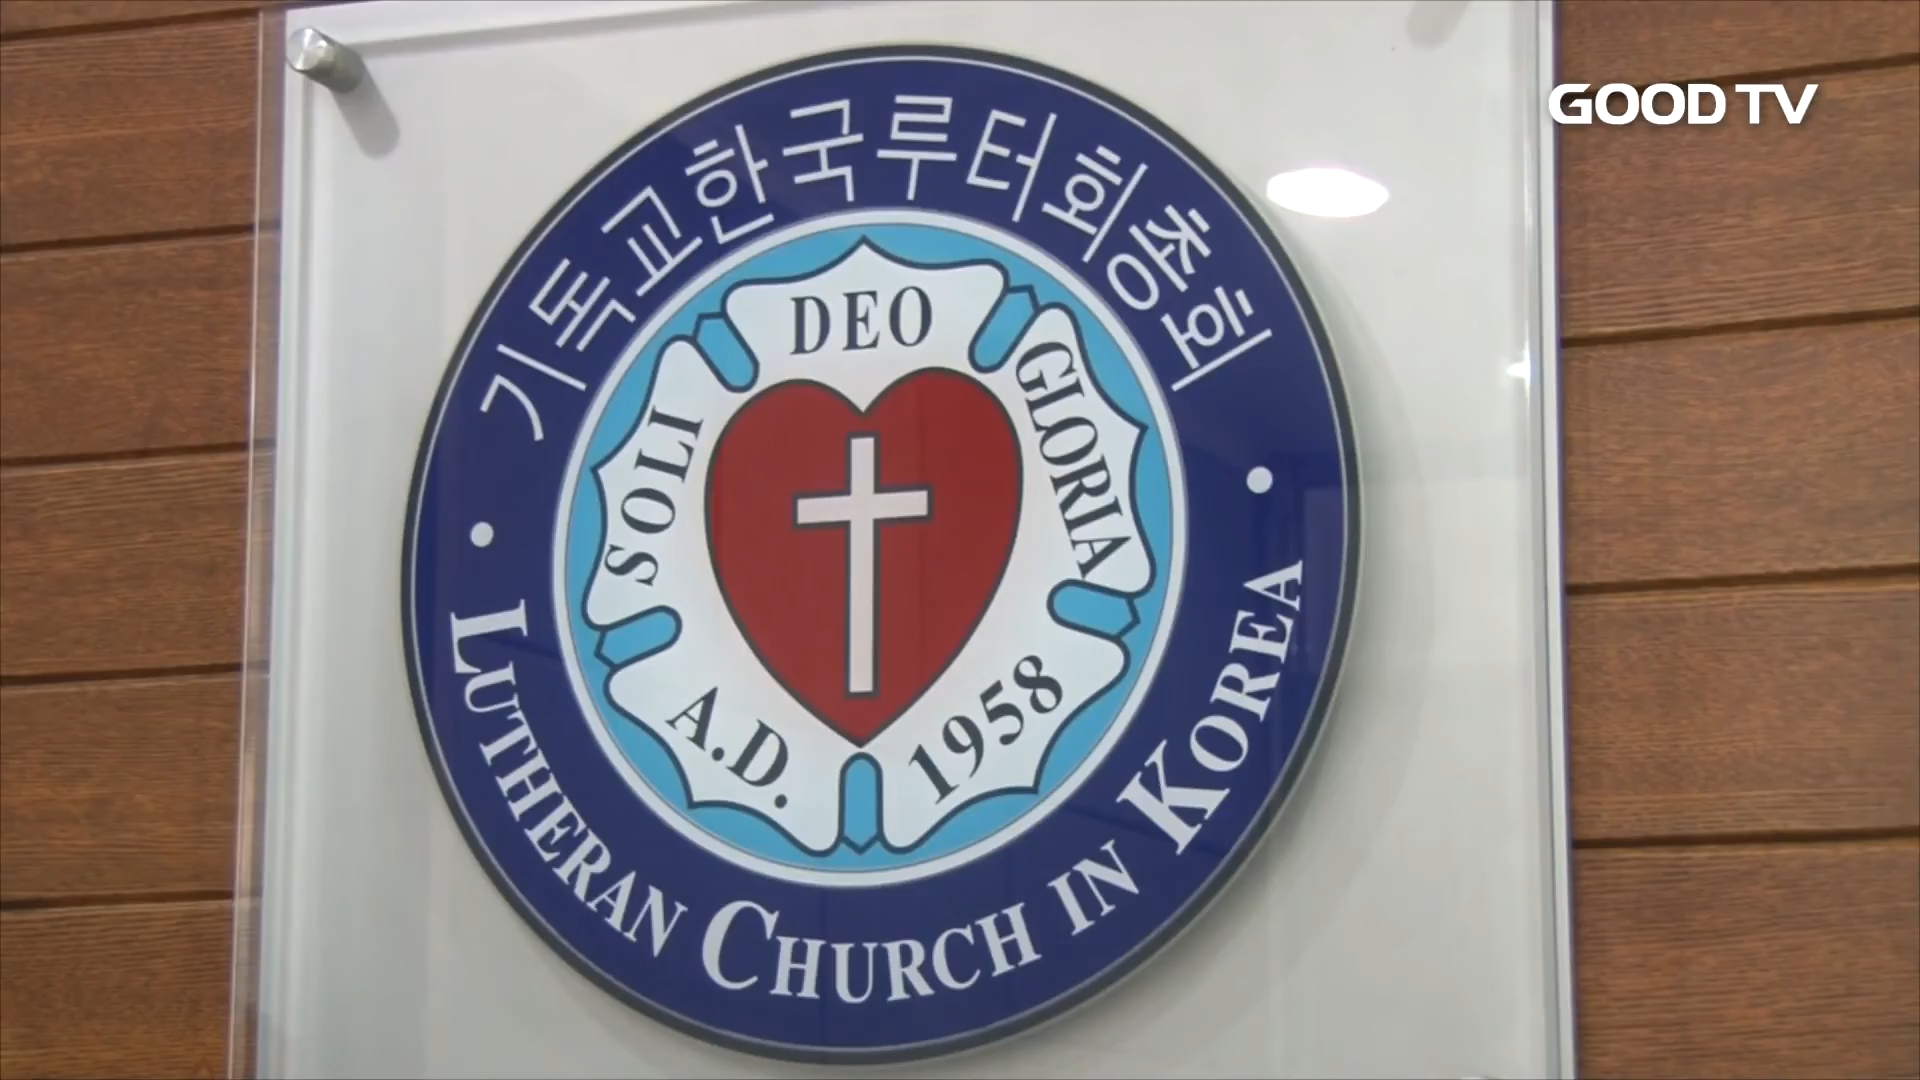 GOOD TV
기독교한국루터회총회
SOLI
DEO
GLORIA
A.D.
1958
LUTHERAN CHURCH IN KOREA